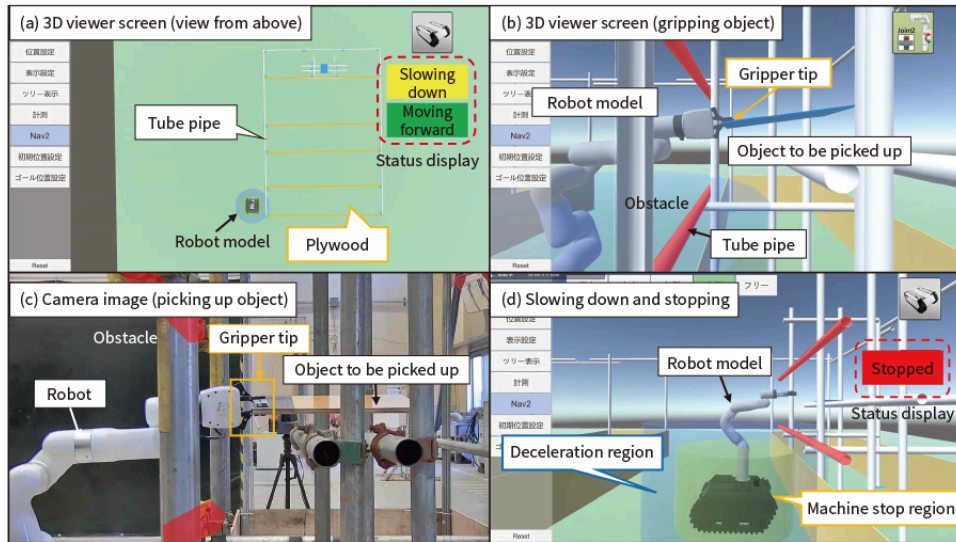 (a) 3D viewer screen (view from above)
位置設定
表示設定
ツリー表示
計測
Nav2
初期位置設定
ゴール位置設定
Reset
Tube pipe
Robot model
Plywood
Slowing
down
Moving
forward
Status display
(b) 3D viewer screen (gripping object)
位置設定
表示設定
ツリー表示
計測
Nav2
初期位置設定
ゴール位置設定
Reset
Joint2
Gripper tip
Robot model
Object to be picked up
Obstacle
Tube pipe
(c) Camera image (picking up object)
Obstacle
Gripper tip
Object to be picked up
Robot
(d) Slowing down and stopping
フリー
表示設定
ツリー表示
計測
Nav2
初期位置設定
Reset
Robot model
Stopped
Status display
Deceleration region
Machine stop region